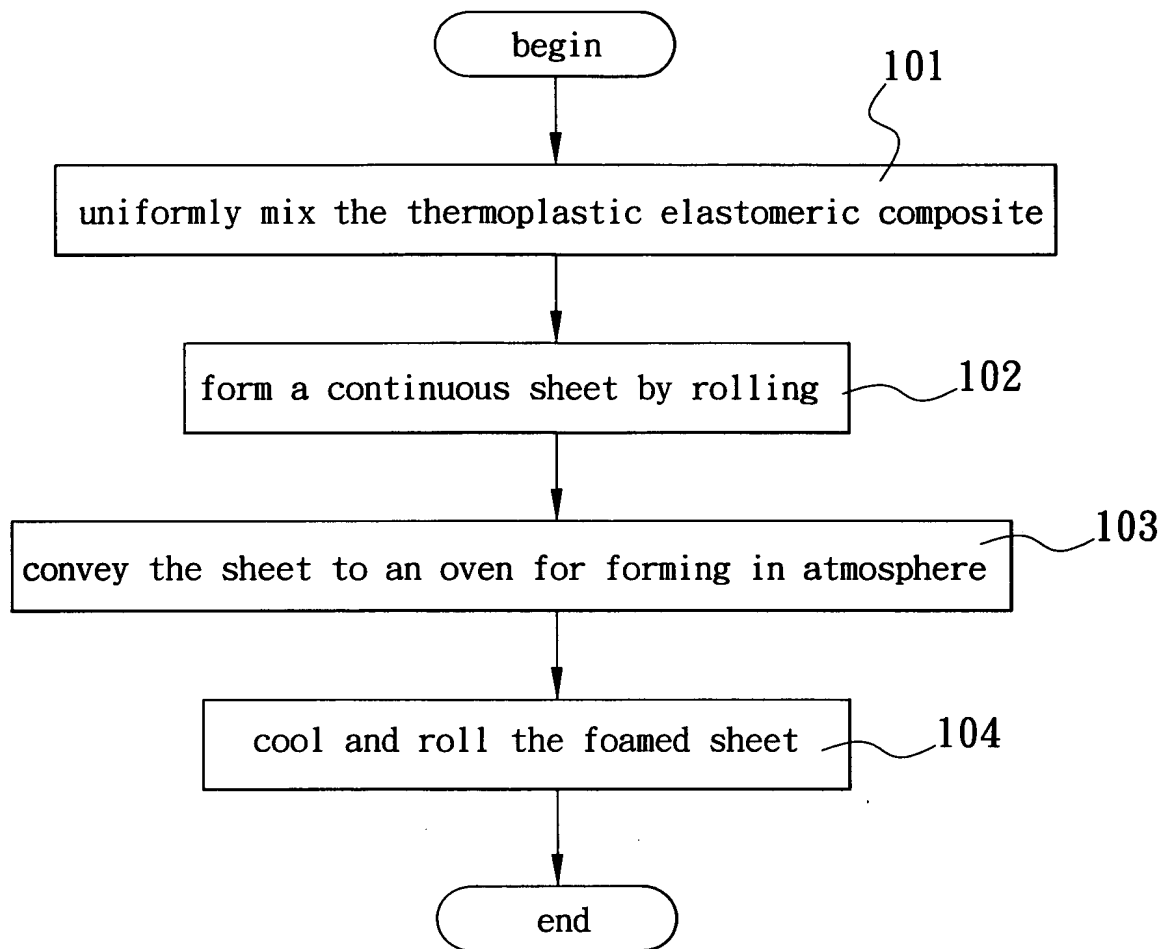 begin
101
uniformly mix the thermoplastic elastomeric composite
form a continuous sheet by rolling
102
103
convey the sheet to an oven for forming in atmosphere
cool and roll the foamed sheet
104
end